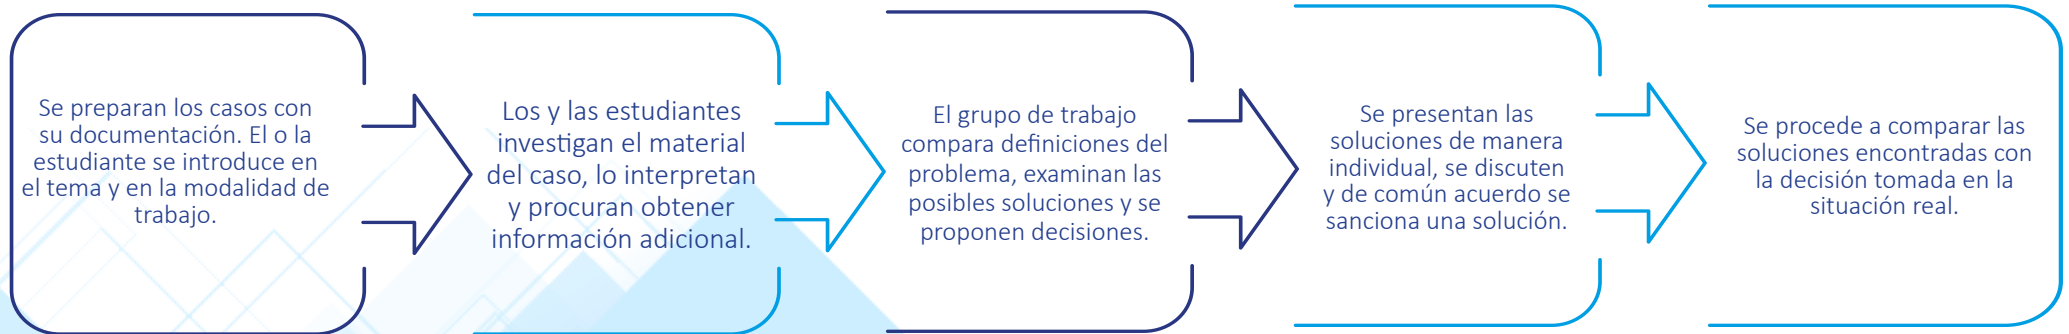 Se preparan los casos con
su documentación. El o la
estudiante se introduce en
el tema y en la modalidad de
trabajo.
Los y las estudiantes
investigan el material
del caso, lo interpretan
y procuran obtener
información adicional.
El grupo de trabajo
compara definiciones del
problema, examinan las
posibles soluciones y se
proponen decisiones.
Se presentan las
soluciones de manera
individual, se discuten
y de común acuerdo se
sanciona una solución.
Se procede a comparar las
soluciones encontradas con
la decisión tomada en la
situación real.